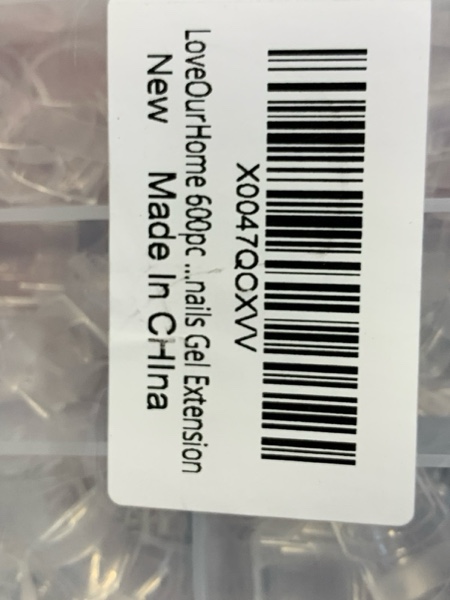 X0047QOXVV
LoveOurHome 600pc ...nails Gel Extension
New Made In CHIna